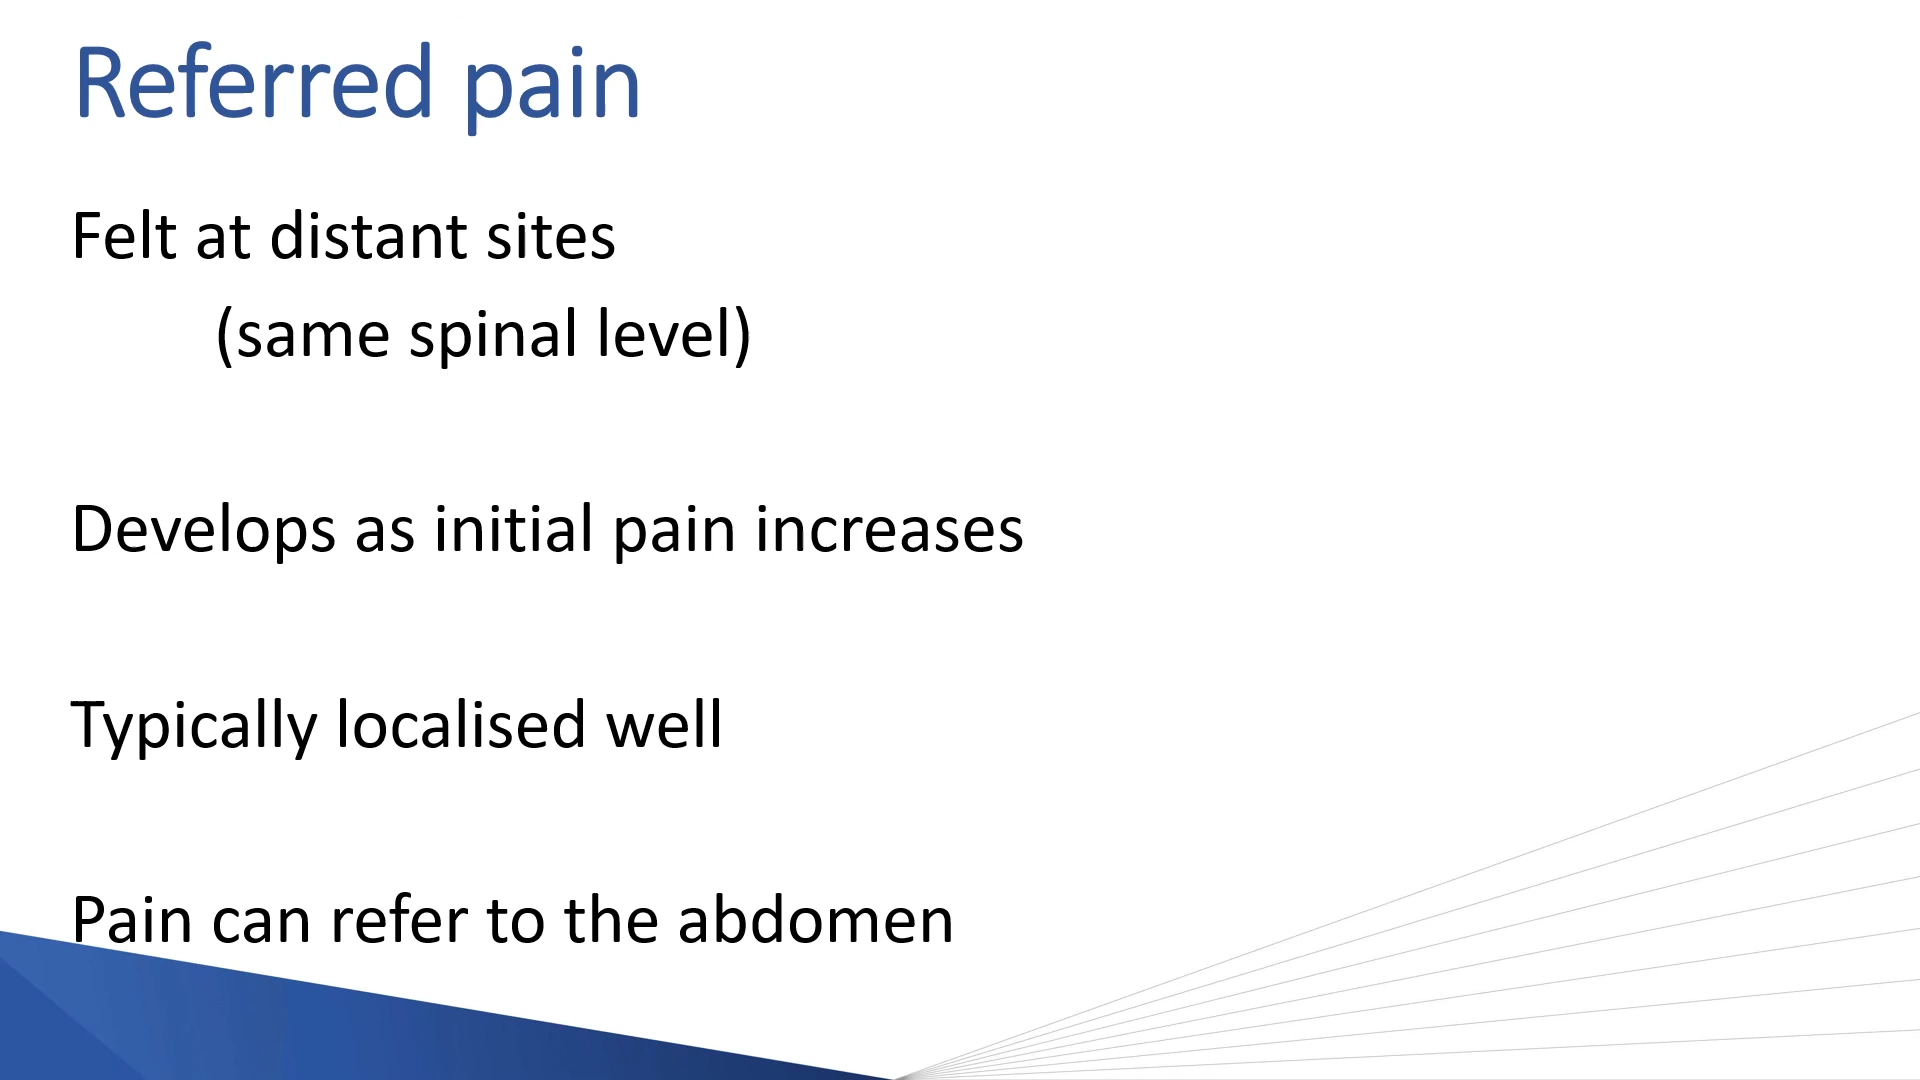 Referred pain
Felt at distant sites
(same spinal level)
Develops as initial pain increases
Typically localised well
Pain can refer to the abdomen